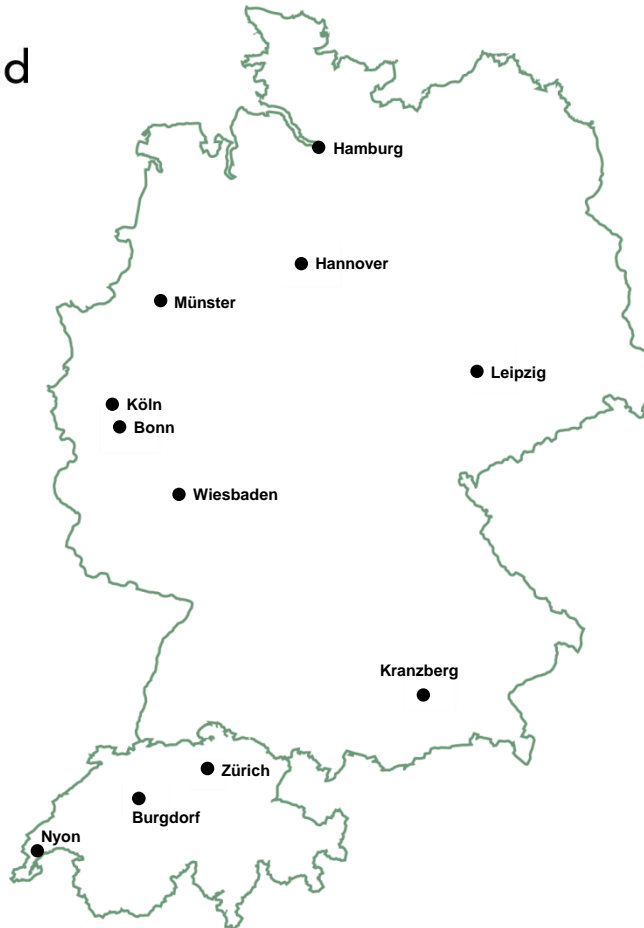 d
Hamburg
Hannover
Münster
Leipzig
Köln
Bonn
Wiesbaden
Kranzberg
Zürich
Burgdorf
Nyon